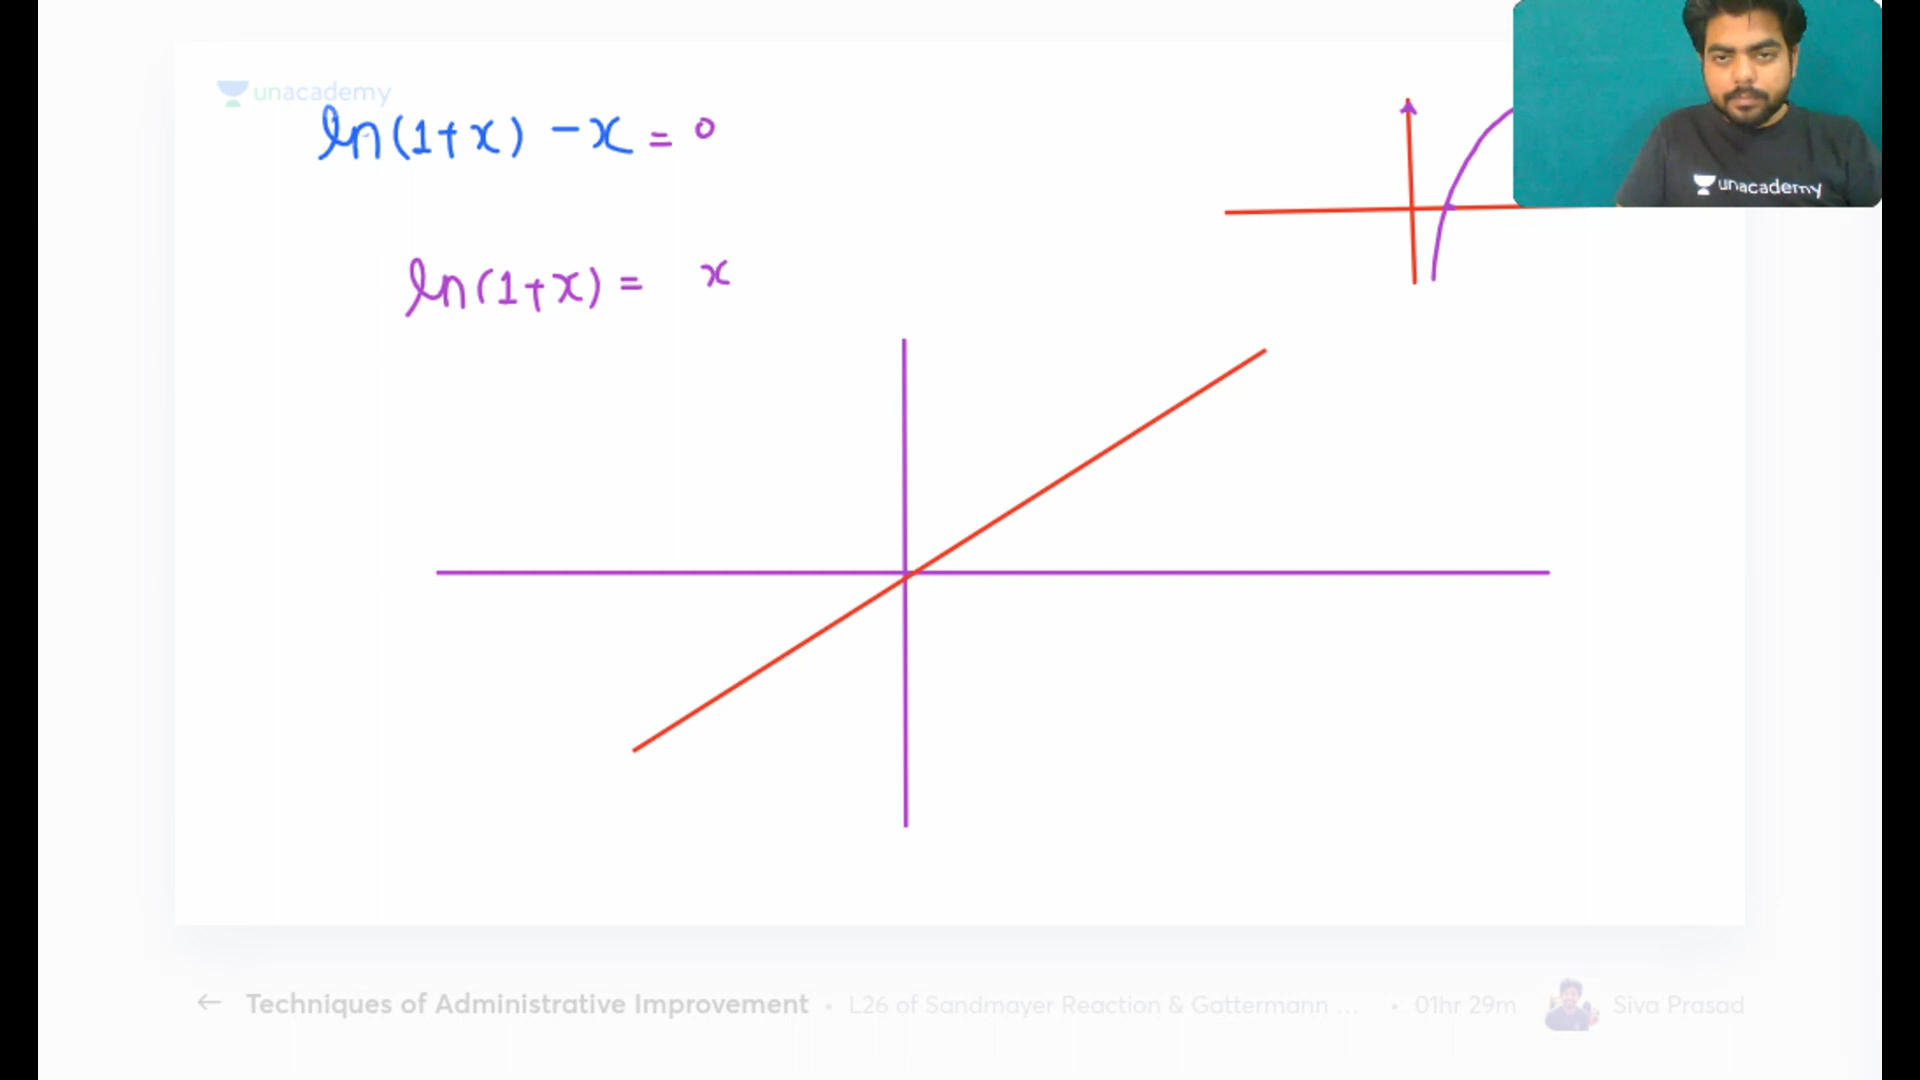 unacademy
ln(1+x) -x = 0
unacademy
ln(1+x) = x
← Techniques of Administrative Improvement • L26 of Sandmayer Reaction & Gattermann ... • 01hr 29m Siva Prasad